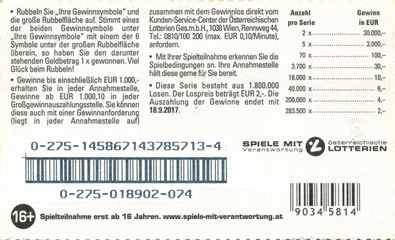 • Rubbeln Sie „Ihre Gewinnsymbole“ und
die große Rubbelfläche auf. Stimmt eines
der beiden Gewinnsymbole unter
„Ihre Gewinnsymbole“ mit einem der 6
Symbole unter der großen Rubbelfläche
überein, so haben Sie den darunter
stehenden Geldbetrag 1 x gewonnen. Viel
Glück beim Rubbeln!
• Gewinne bis einschließlich EUR 1.000,-
erhalten Sie in jeder Annahmestelle,
Gewinne ab EUR 1.000,10 in jeder
Großgewinnauszahlungsstelle. Sie können
diese auch mit einer Gewinnanforderung
(liegt in jeder Annahmestelle auf)
zusammen mit dem Gewinnlos direkt vom
Kunden-Service-Center der Österreichischen
Lotterien Ges.m.b.H., 1038 Wien, Rennweg 44,
Tel.: 0810/100 200 (max. EUR 0,10/Minute),
anfordern.
• Mit Ihrer Spielteilnahme erkennen Sie die
Spielbedingungen an. Ihre Annahmestelle
hält diese gerne für Sie bereit.
• Diese Serie besteht aus 1.800.000
Losen. Der Lospreis beträgt EUR 2,-. Die
Auszahlung der Gewinne endet mit
18.9.2017.
Anzahl Gewinn
pro Serie in EUR
2 x 30.000,–
5 x 3.000,–
70 x 100,–
3.700 x 30,–
18.000 x 10,–
40.000 x 6,–
200.000 x 4,–
283.500 x 2,–
0-275-145867143785713-4
0-275-018902-074
SPIELE MIT
Verantwortung
österreichische
LOTTERIEN
9034 5814
16+ Spielteilnahme erst ab 16 Jahren. www.spiele-mit-verantwortung.at